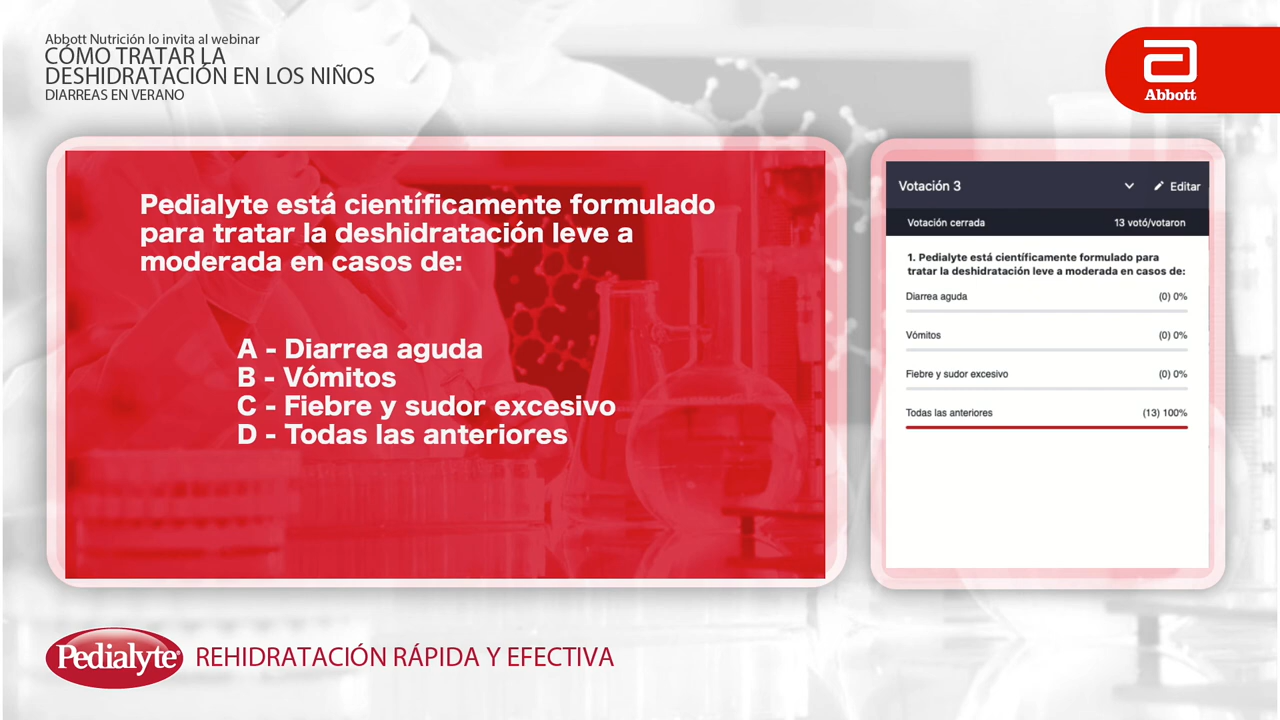 Abbott Nutrición lo invita al webinar
CÓMO TRATAR LA
DESHIDRATACIÓN EN LOS NIÑOS
DIARREAS EN VERANO
Abbott
Pedialyte está científicamente formulado
para tratar la deshidratación leve a
moderada en casos de:
A - Diarrea aguda
B - Vómitos
C - Fiebre y sudor excesivo
D - Todas las anteriores
Votación 3
Editar
Votación cerrada
13 votó/votaron
1. Pedialyte está científicamente formulado para
tratar la deshidratación leve a moderada en casos de:
Diarrea aguda (0) 0%
Vómitos (0) 0%
Fiebre y sudor excesivo (0) 0%
Todas las anteriores (13) 100%
Pedialyte
REHIDRATACIÓN RÁPIDA Y EFECTIVA